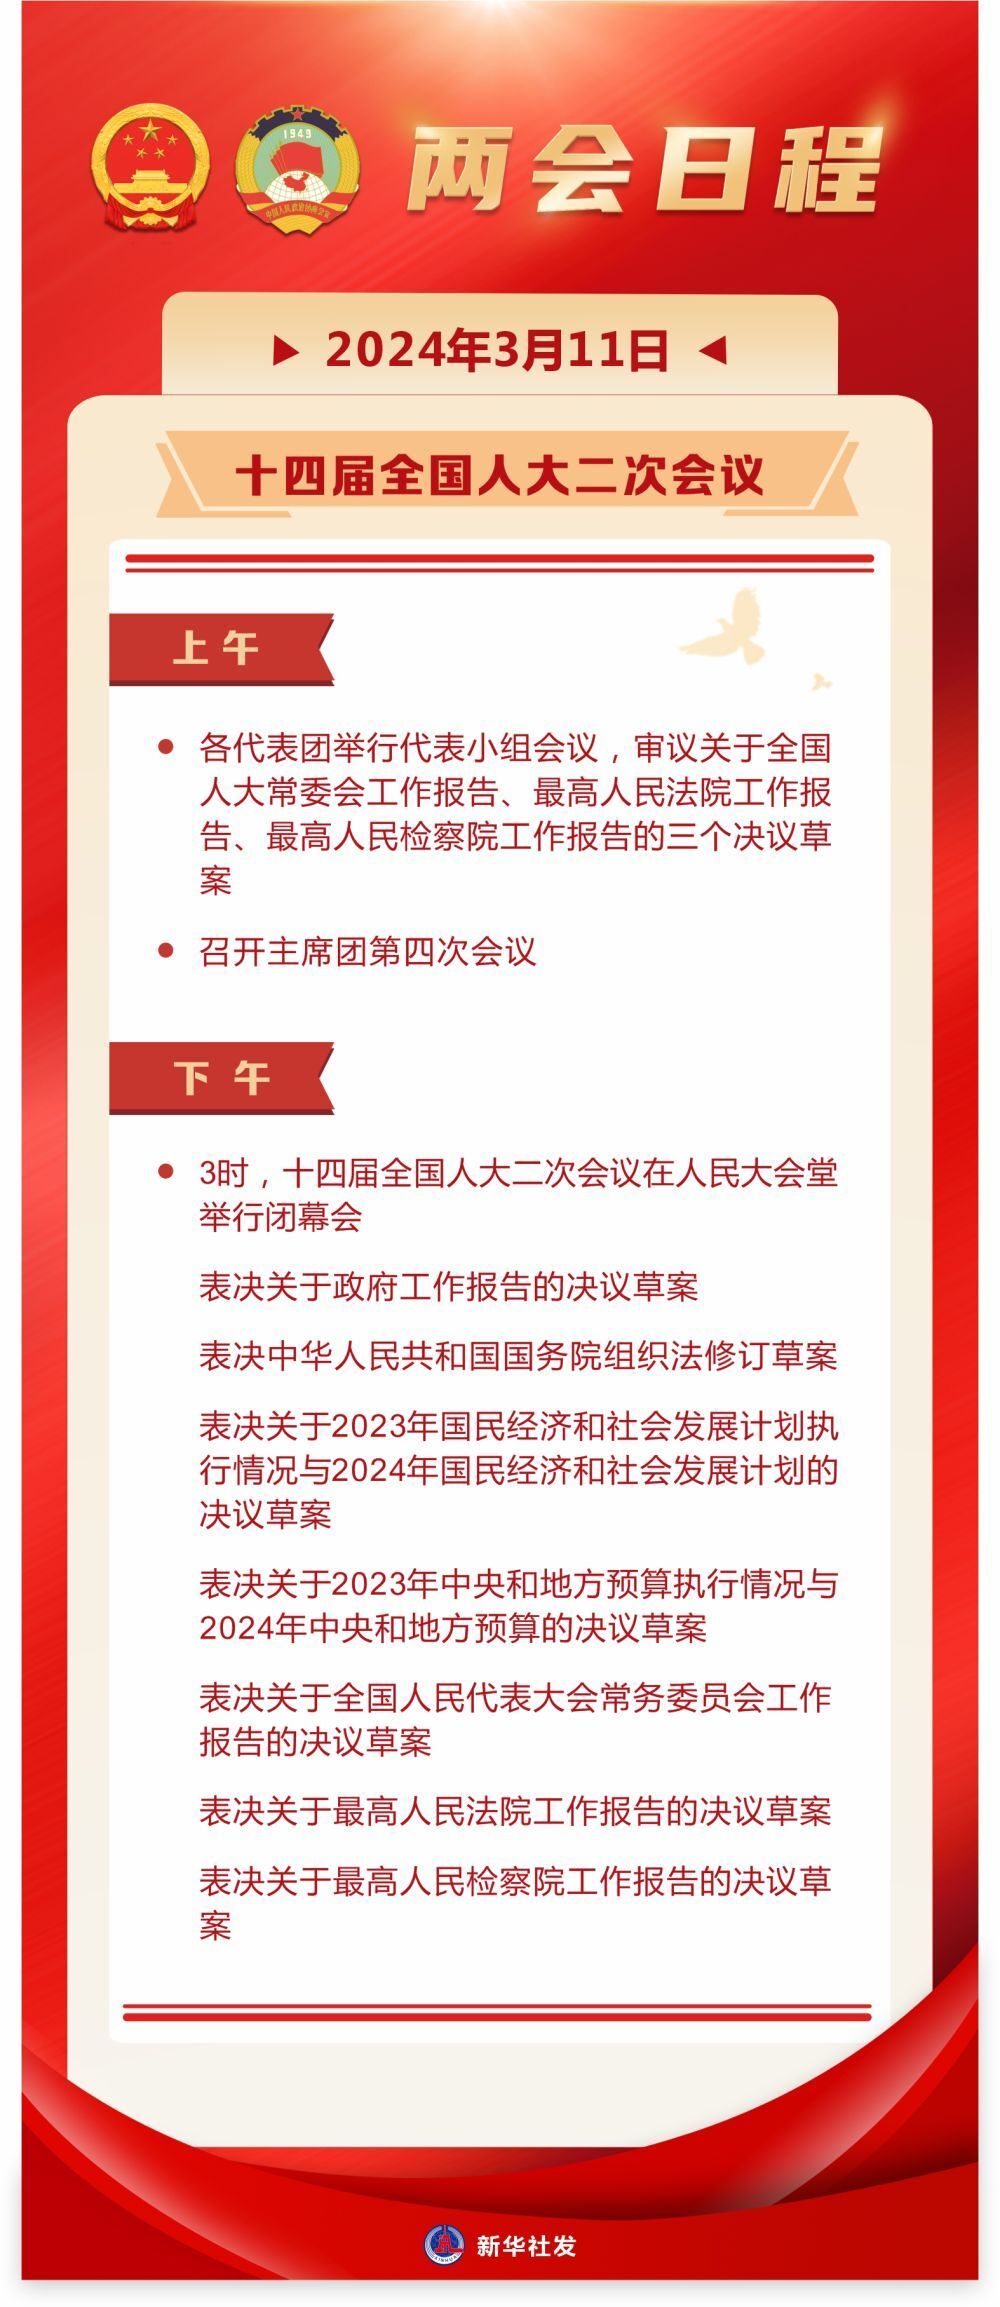 1949
中国人民政治协商会议
两会日程
2024年3月11日
十四届全国人大二次会议
上午
各代表团举行代表小组会议，审议关于全国
人大常委会工作报告、最高人民法院工作报
告、最高人民检察院工作报告的三个决议草
案
召开主席团第四次会议
下午
3时，十四届全国人大二次会议在人民大会堂
举行闭幕会
表决关于政府工作报告的决议草案
表决中华人民共和国国务院组织法修订草案
表决关于2023年国民经济和社会发展计划执
行情况与2024年国民经济和社会发展计划的
决议草案
表决关于2023年中央和地方预算执行情况与
2024年中央和地方预算的决议草案
表决关于全国人民代表大会常务委员会工作
报告的决议草案
表决关于最高人民法院工作报告的决议草案
表决关于最高人民检察院工作报告的决议草
案
新华社发